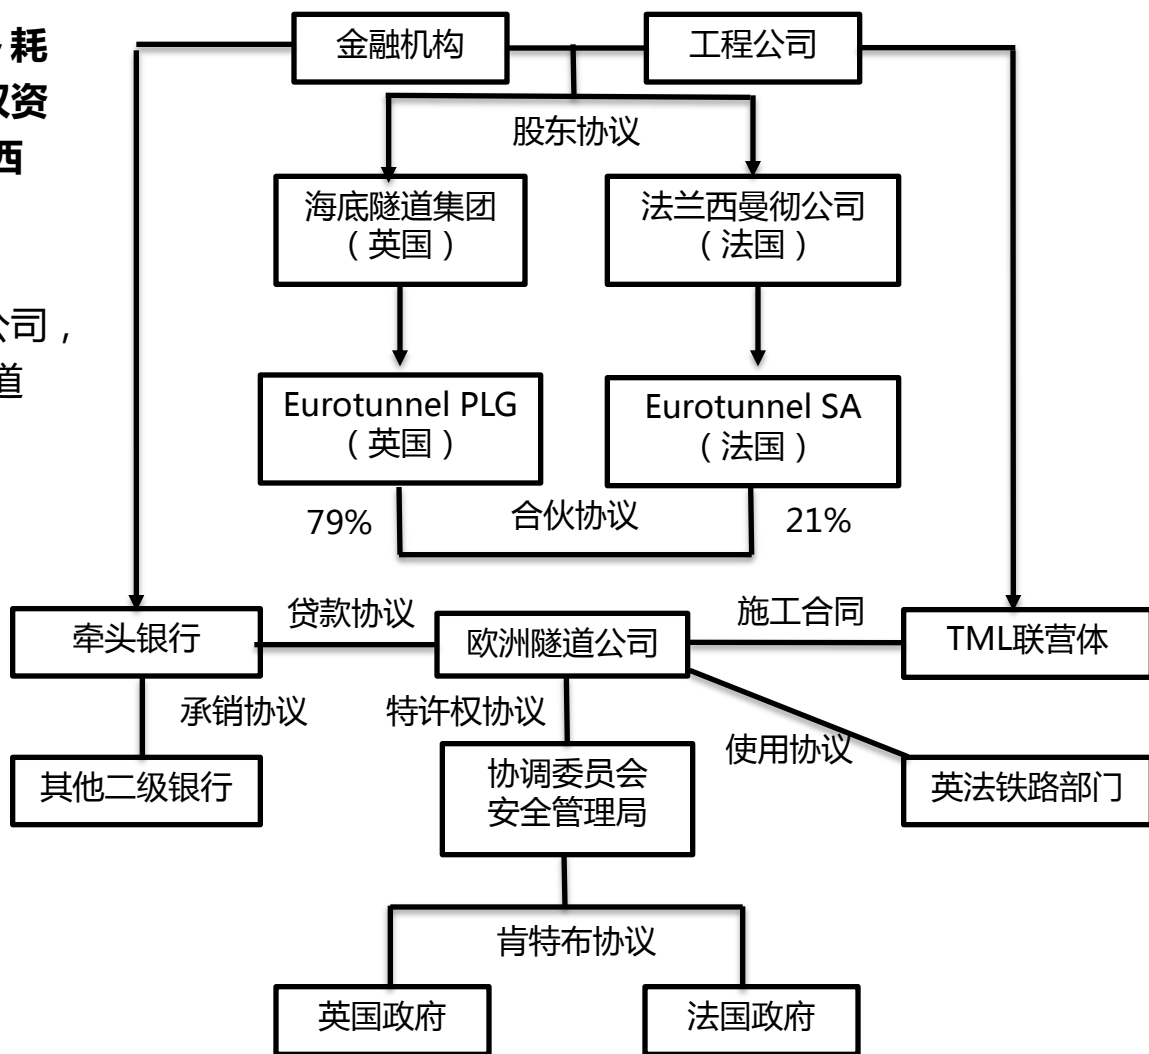 耗
资
西
公司，
道
金融机构
工程公司
股东协议
海底隧道集团
（英国）
法兰西曼彻公司
（法国）
Eurotunnel PLG
（英国）
Eurotunnel SA
（法国）
79%
合伙协议
21%
牵头银行
贷款协议
欧洲隧道公司
施工合同
TML联营体
承销协议
特许权协议
使用协议
其他二级银行
协调委员会
安全管理局
英法铁路部门
肯特布协议
英国政府
法国政府